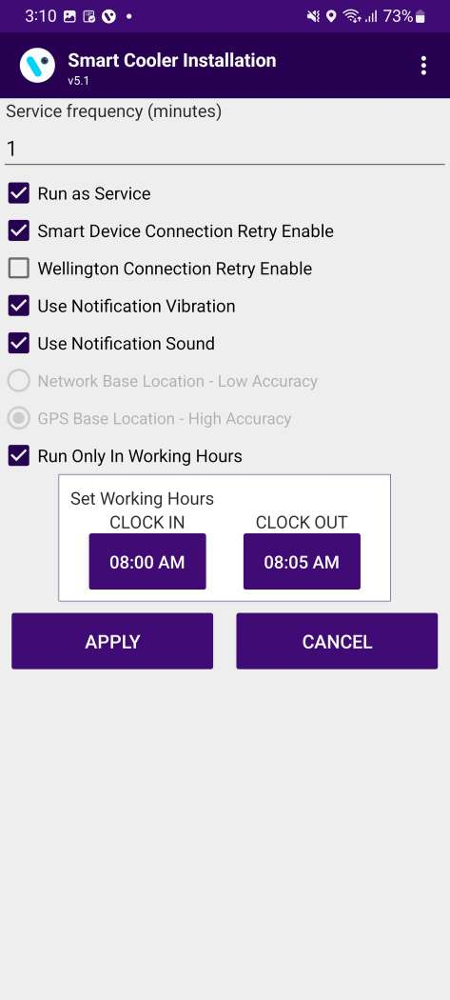 3:10 73%
Smart Cooler Installation
v5.1
Service frequency (minutes)
1
Run as Service
Smart Device Connection Retry Enable
Wellington Connection Retry Enable
Use Notification Vibration
Use Notification Sound
Network Base Location - Low Accuracy
GPS Base Location - High Accuracy
Run Only In Working Hours
Set Working Hours
CLOCK IN CLOCK OUT
08:00 AM 08:05 AM
APPLY CANCEL